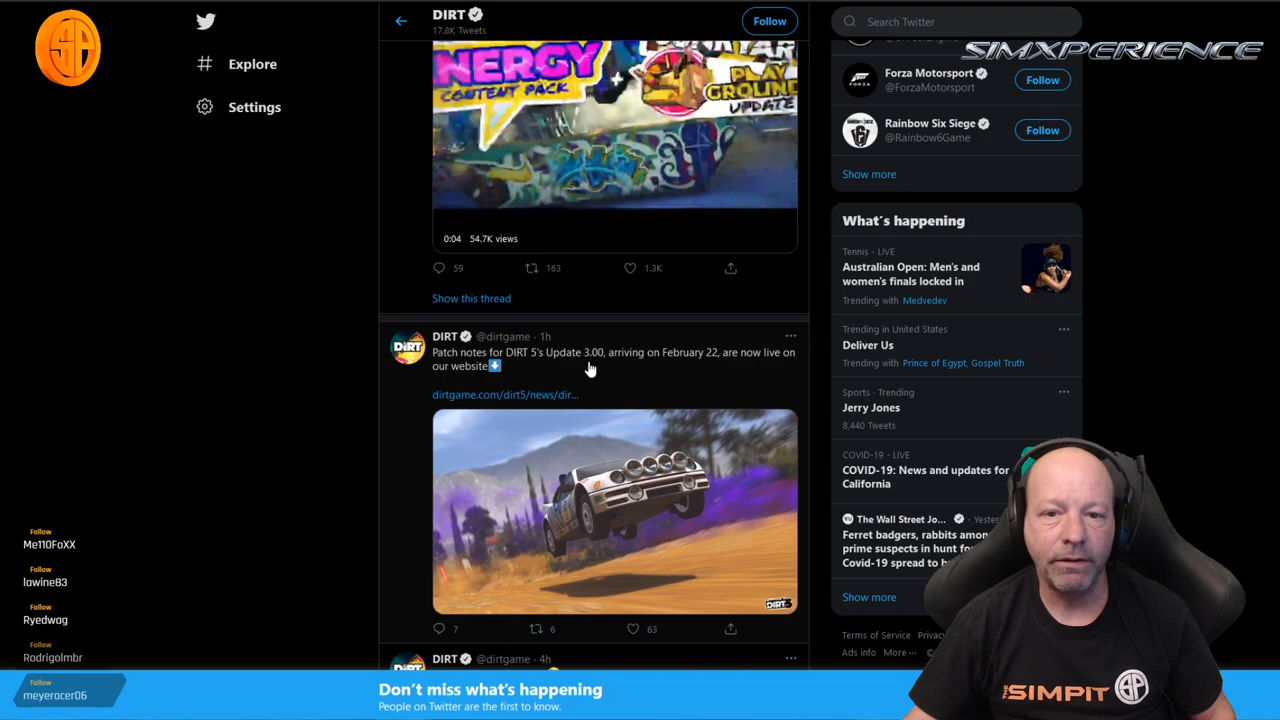 SP
Explore
Settings
DIRT
17.8K Tweets
Follow
NERGY
CONTENT PACK
+
PLAY
GROUND
UPDATE
0:04 54.7K views
59 163 1.3K
Show this thread
DIRT @dirtgame · 1h
Patch notes for DIRT 5's Update 3.00, arriving on February 22, are now live on
our website
dirtgame.com/dirt5/news/dir...
DIRT5
7 6 63
DIRT @dirtgame · 4h
Search Twitter
SIMXPERIENCE
Forza Motorsport
@ForzaMotorsport
Follow
FORZA
Rainbow Six Siege
@Rainbow6Game
Follow
Show more
What's happening
Tennis · LIVE
Australian Open: Men's and
women's finals locked in
Trending with Medvedev
Trending in United States
Deliver Us
Trending with Prince of Egypt, Gospel Truth
Sports · Trending
Jerry Jones
8,440 Tweets
COVID-19 · LIVE
COVID-19: News and updates for
California
The Wall Street Jo...
Ferret badgers, rabbits
prime suspects in hunt
Covid-19 spread to
Show more
Terms of Service
Ads info More ···
THE SIMPIT SP
Follow
Me110FoXX
Follow
lawine83
Follow
Ryedwag
Follow
Rodrigolmbr
Follow
meyeracer06
Don't miss what's happening
People on Twitter are the first to know.